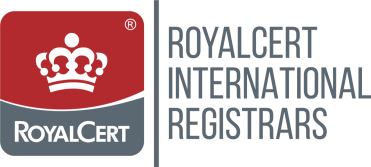 ®
ROYALCERT
ROYALCERT
INTERNATIONAL
REGISTRARS